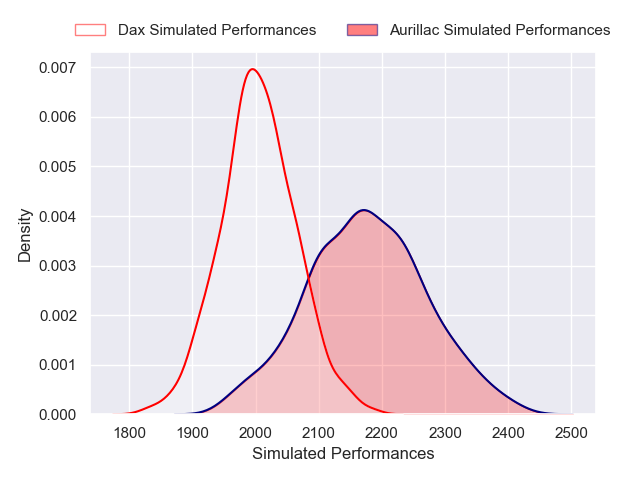 Dax Simulated Performances Aurillac Simulated Performances
0.007
0.006
0.005
0.004
0.003
0.002
0.001
0.000
Density
1800 1900 2000 2100 2200 2300 2400 2500
Simulated Performances